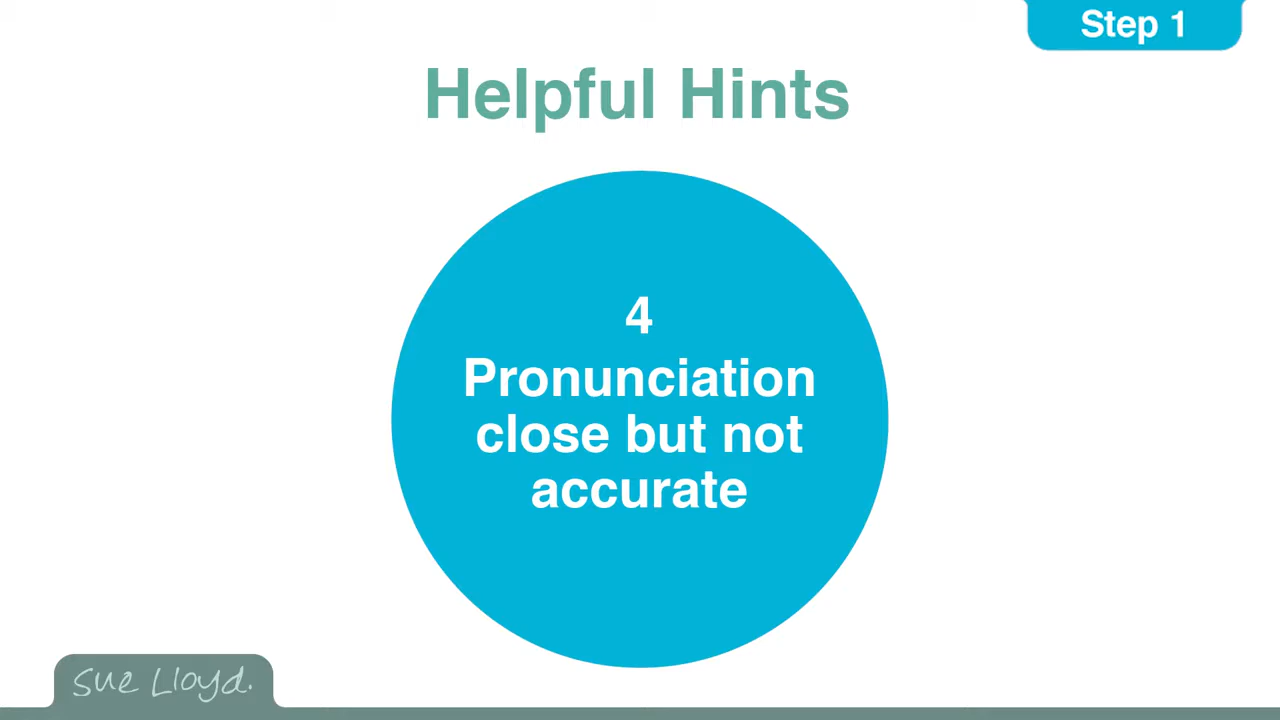 Step 1
Helpful Hints
4
Pronunciation
close but not
accurate
Sue Lloyd.